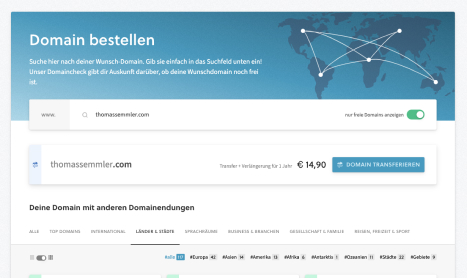 Domain bestellen
Suche hier nach deiner Wunsch-Domain. Gib sie einfach in das Suchfeld unten ein!
Unser Domaincheck gibt dir Auskunft darüber, ob deine Wunschdomain noch frei
ist.
www. thomassemmler.com nur freie Domains anzeigen
thomassemmler.com Transfer + Verlängerung für 1 Jahr € 14,90 DOMAIN TRANSFERIEREN
Deine Domain mit anderen Domainendungen
ALLE TOP DOMAINS INTERNATIONAL LÄNDER & STÄDTE SPRACHRÄUME BUSINESS & BRANCHEN GESELLSCHAFT & FAMILIE REISEN, FREIZEIT & SPORT
#alle #Europa 42 #Asien 14 #Amerika 13 #Afrika 6 #Antarktis 1 #Ozeanien 11 #Städte 22 #Gebiete 9